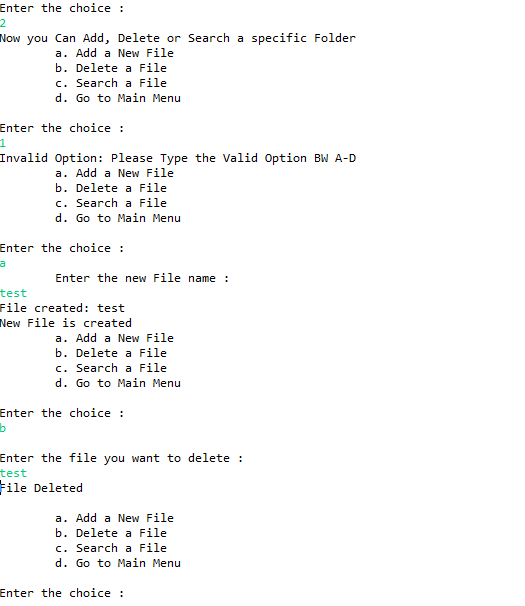 Enter the choice :
2
Now you Can Add, Delete or Search a specific Folder
a. Add a New File
b. Delete a File
c. Search a File
d. Go to Main Menu
Enter the choice :
1
Invalid Option: Please Type the Valid Option BW A-D
a. Add a New File
b. Delete a File
c. Search a File
d. Go to Main Menu
Enter the choice :
a
Enter the new File name :
test
File created: test
New File is created
a. Add a New File
b. Delete a File
c. Search a File
d. Go to Main Menu
Enter the choice :
b
Enter the file you want to delete :
test
File Deleted
a. Add a New File
b. Delete a File
c. Search a File
d. Go to Main Menu
Enter the choice :